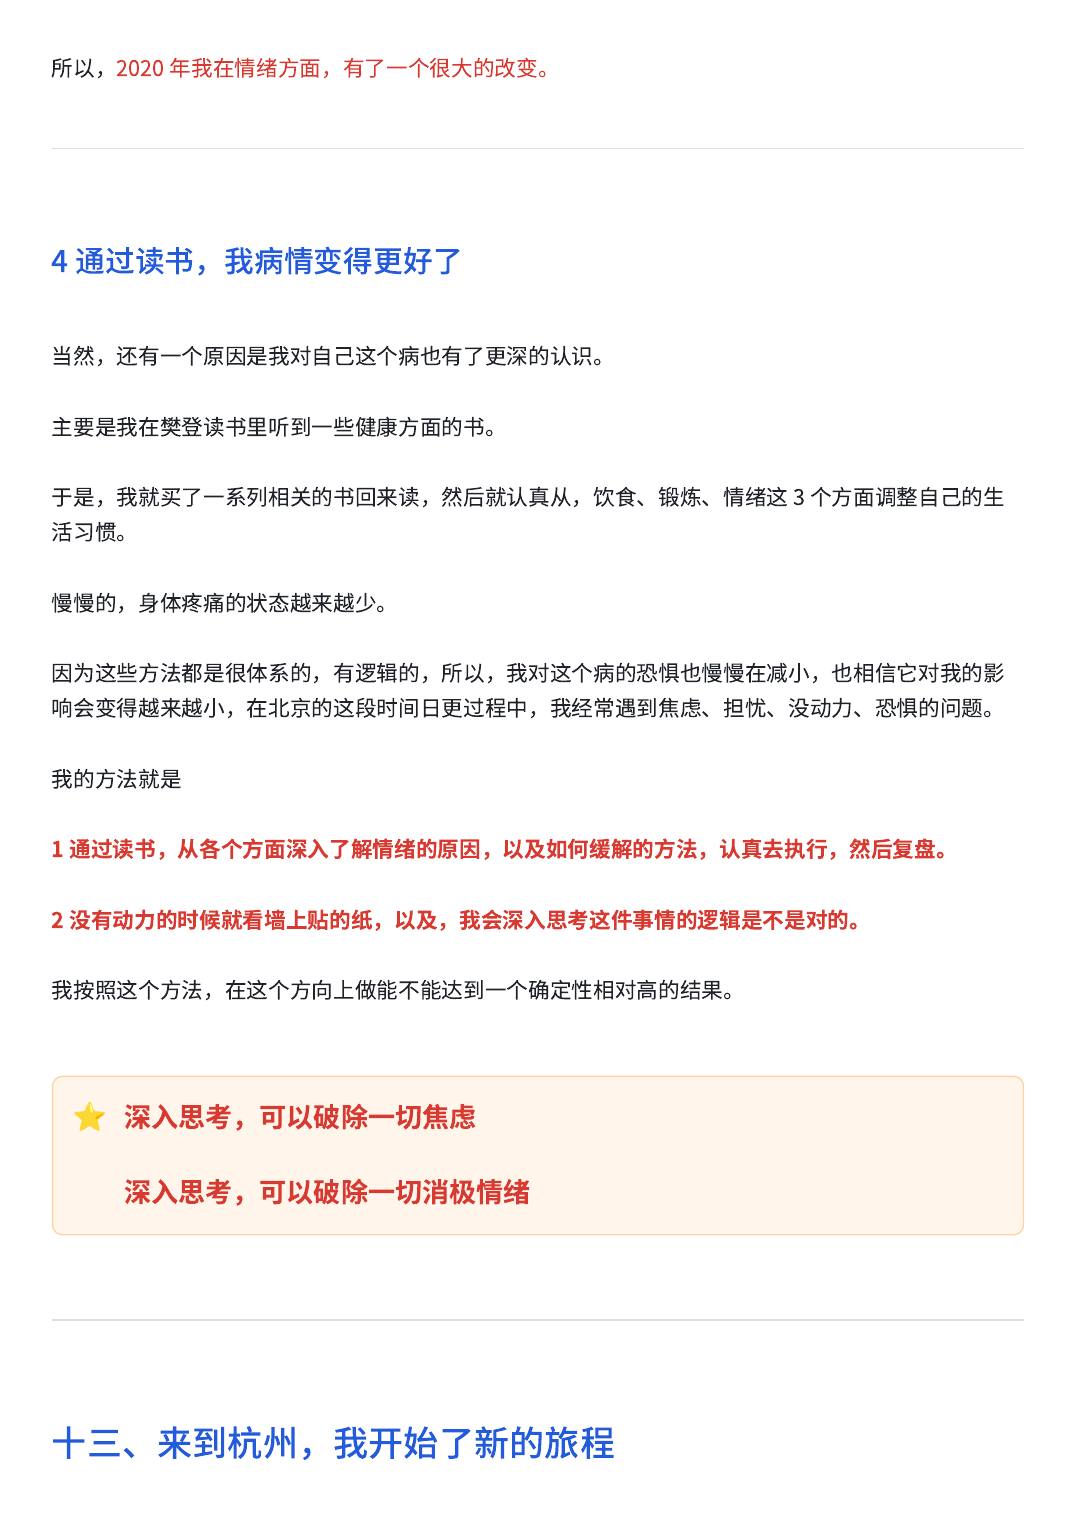 所以，2020 年我在情绪方面，有了一个很大的改变。
4 通过读书，我病情变得更好了
当然，还有一个原因是我对自己这个病也有了更深的认识。
主要是我在樊登读书里听到一些健康方面的书。
于是，我就买了一系列相关的书回来读，然后就认真从，饮食、锻炼、情绪这 3 个方面调整自己的生
活习惯。
慢慢的，身体疼痛的状态越来越少。
因为这些方法都是很体系的，有逻辑的，所以，我对这个病的恐惧也慢慢在减小，也相信它对我的影
响会变得越来越小，在北京的这段时间日更过程中，我经常遇到焦虑、担忧、没动力、恐惧的问题。
我的方法就是
1 通过读书，从各个方面深入了解情绪的原因，以及如何缓解的方法，认真去执行，然后复盘。
2 没有动力的时候就看墙上贴的纸，以及，我会深入思考这件事情的逻辑是不是对的。
我按照这个方法，在这个方向上做能不能达到一个确定性相对高的结果。
深入思考，可以破除一切焦虑
深入思考，可以破除一切消极情绪
十三、来到杭州，我开始了新的旅程